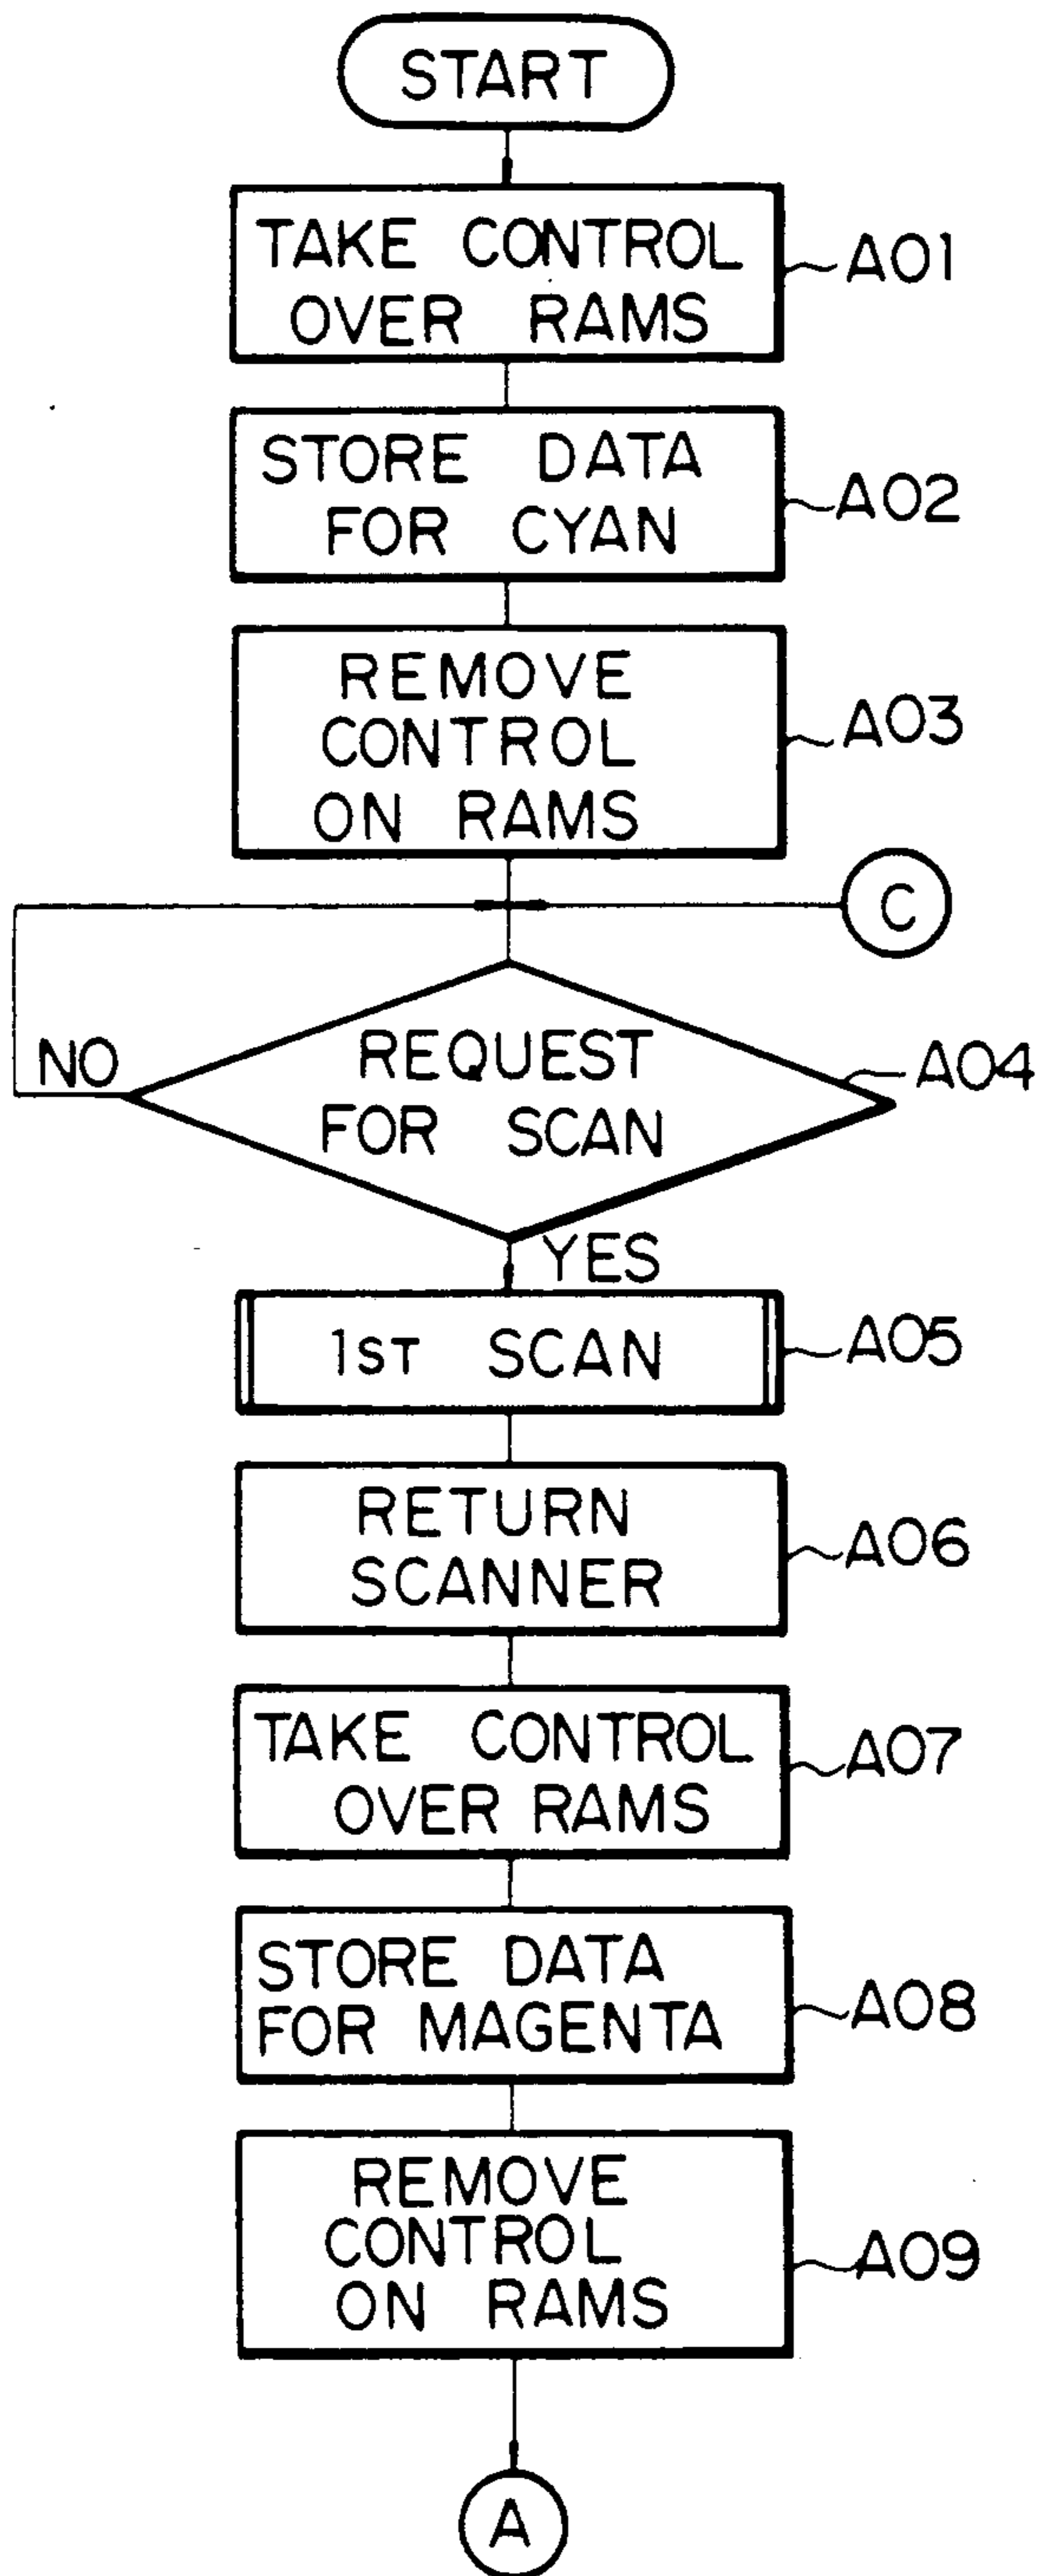 START
TAKE CONTROL
OVER RAMS
A01
STORE DATA
FOR CYAN
A02
REMOVE
CONTROL
ON RAMS
A03
C
REQUEST
FOR SCAN
A04
NO
YES
1ST SCAN
A05
RETURN
SCANNER
A06
TAKE CONTROL
OVER RAMS
A07
STORE DATA
FOR MAGENTA
A08
REMOVE
CONTROL
ON RAMS
A09
A